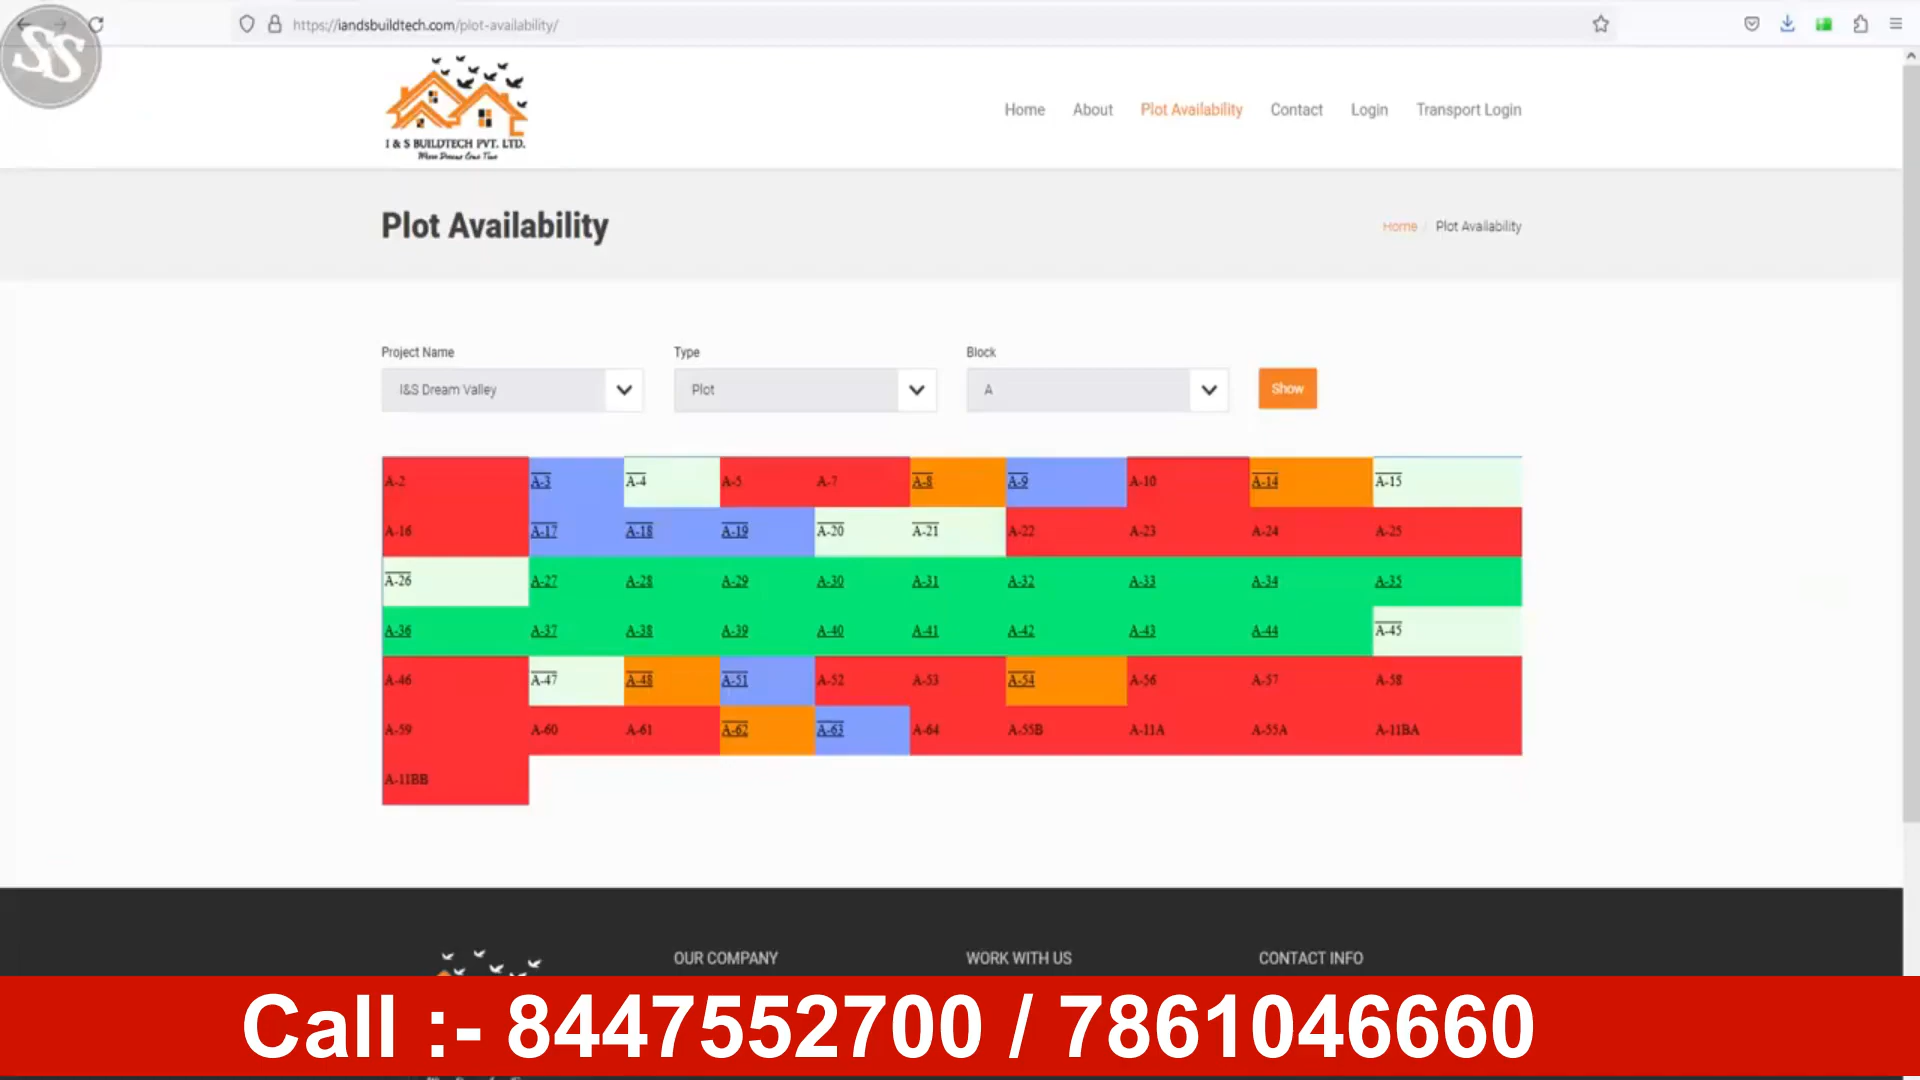 SS
https://iandsbuildtech.com/plot-availability/
I & S BUILDTECH PVT. LTD.
Where Dreams Come True
Home About Plot Availability Contact Login Transport Login
Plot Availability
Home / Plot Availability
Project Name Type Block
I&S Dream Valley Plot A Show
A-2 A-3 A-4 A-5 A-7 A-8 A-9 A-10 A-14 A-15
A-16 A-17 A-18 A-19 A-20 A-21 A-22 A-23 A-24 A-25
A-26 A-27 A-28 A-29 A-30 A-31 A-32 A-33 A-34 A-35
A-36 A-37 A-38 A-39 A-40 A-41 A-42 A-43 A-44 A-45
A-46 A-47 A-48 A-51 A-52 A-53 A-54 A-56 A-57 A-58
A-59 A-60 A-61 A-62 A-63 A-64 A-55B A-11A A-55A A-11BA
A-11BB
OUR COMPANY WORK WITH US CONTACT INFO
Call :- 8447552700 / 7861046660